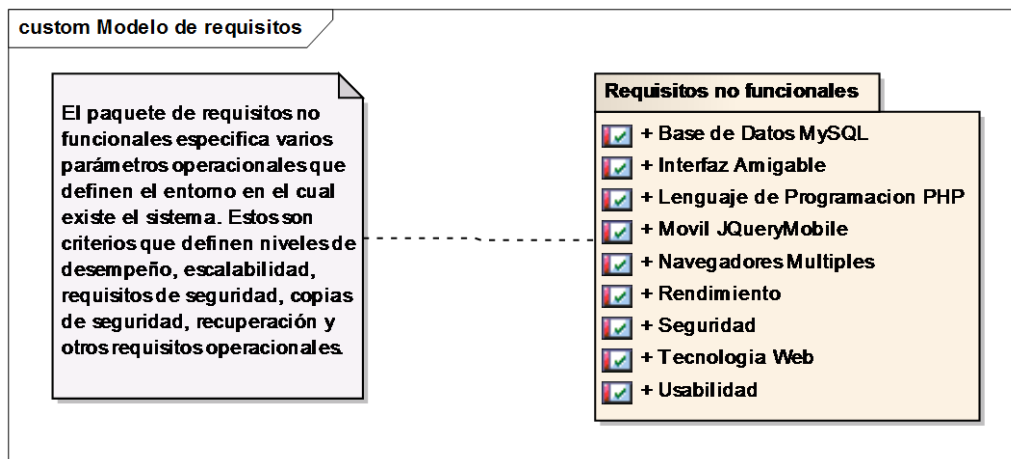 custom Modelo de requisitos
El paquete de requisitos no
funcionales especifica varios
parámetros operacionales que
definen el entorno en el cual
existe el sistema. Estos son
criterios que definen niveles de
desempeño, escalabilidad,
requisitos de seguridad, copias
de seguridad, recuperación y
otros requisitos operacionales.
Requisitos no funcionales
+ Base de Datos MySQL
+ Interfaz Amigable
+ Lenguaje de Programacion PHP
+ Movil JQueryMobile
+ Navegadores Multiples
+ Rendimiento
+ Seguridad
+ Tecnologia Web
+ Usabilidad